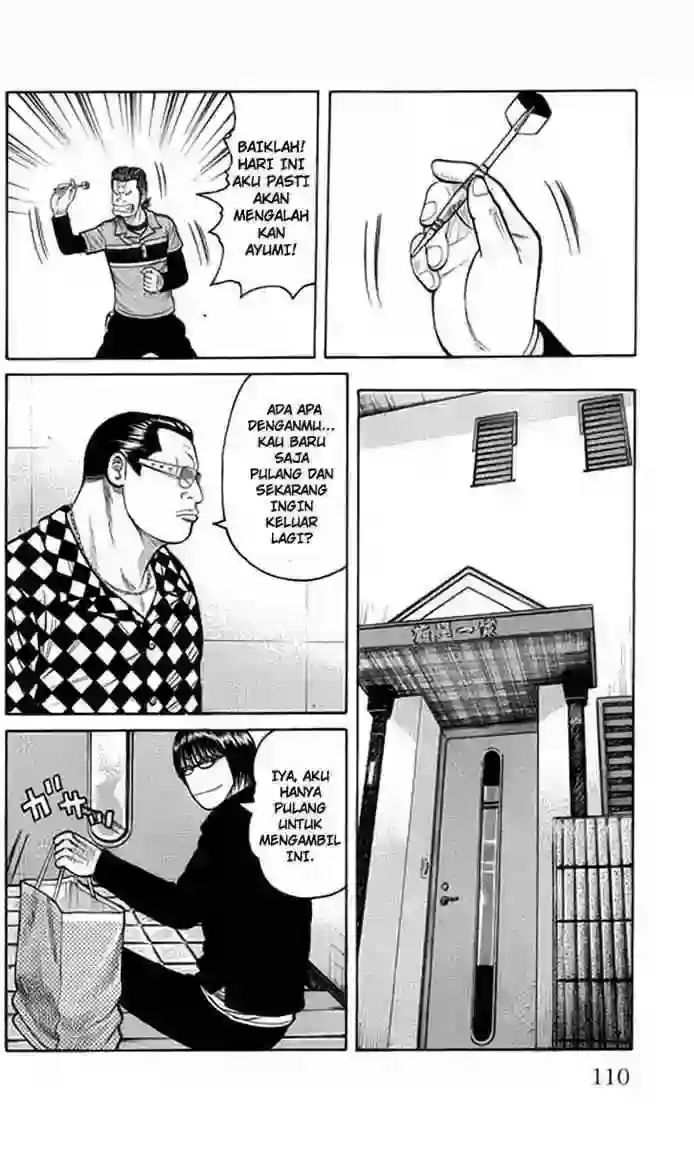 BAIKLAH!
HARI INI
AKU PASTI
AKAN
MENGALAH
KAN
AYUMI!
ADA APA
DENGANMU...
KAU BARU
SAJA
PULANG DAN
SEKARANG
INGIN
KELUAR
LAGI?
IYA, AKU
HANYA
PULANG
UNTUK
MENGAMBIL
INI.
ガサッ
110